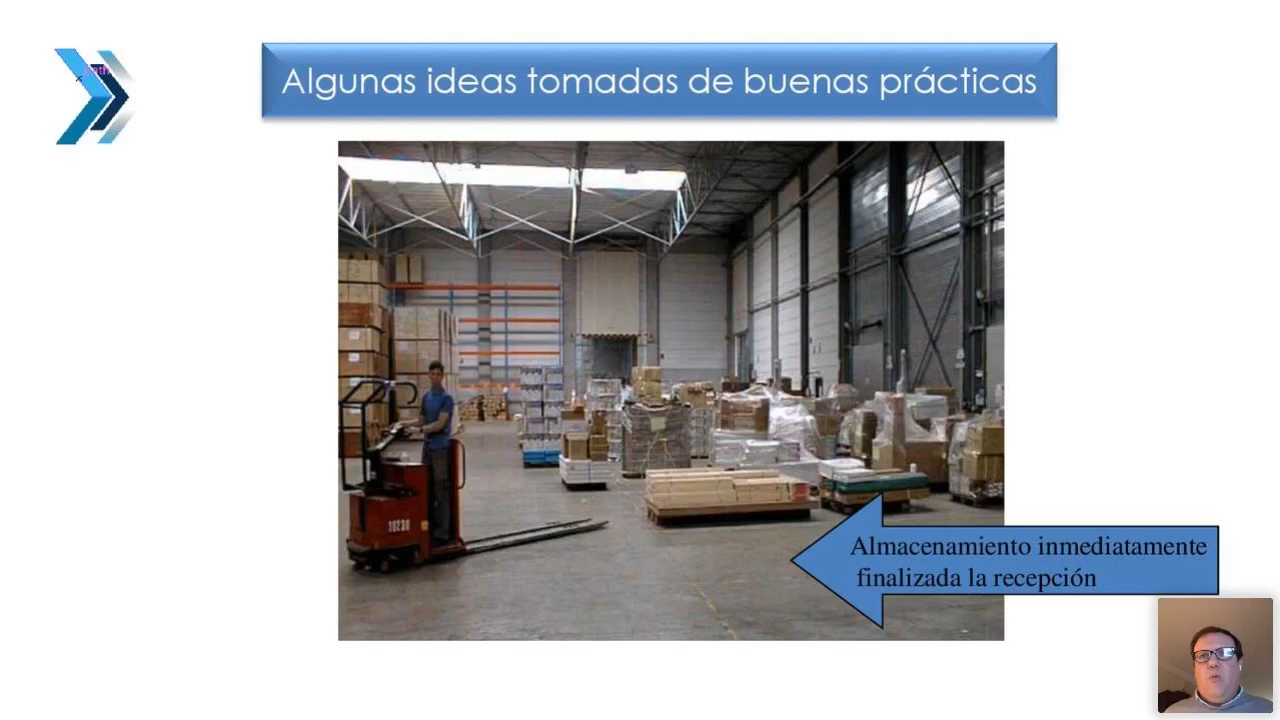 Algunas ideas tomadas de buenas prácticas
Almacenamiento inmediatamente
finalizada la recepción